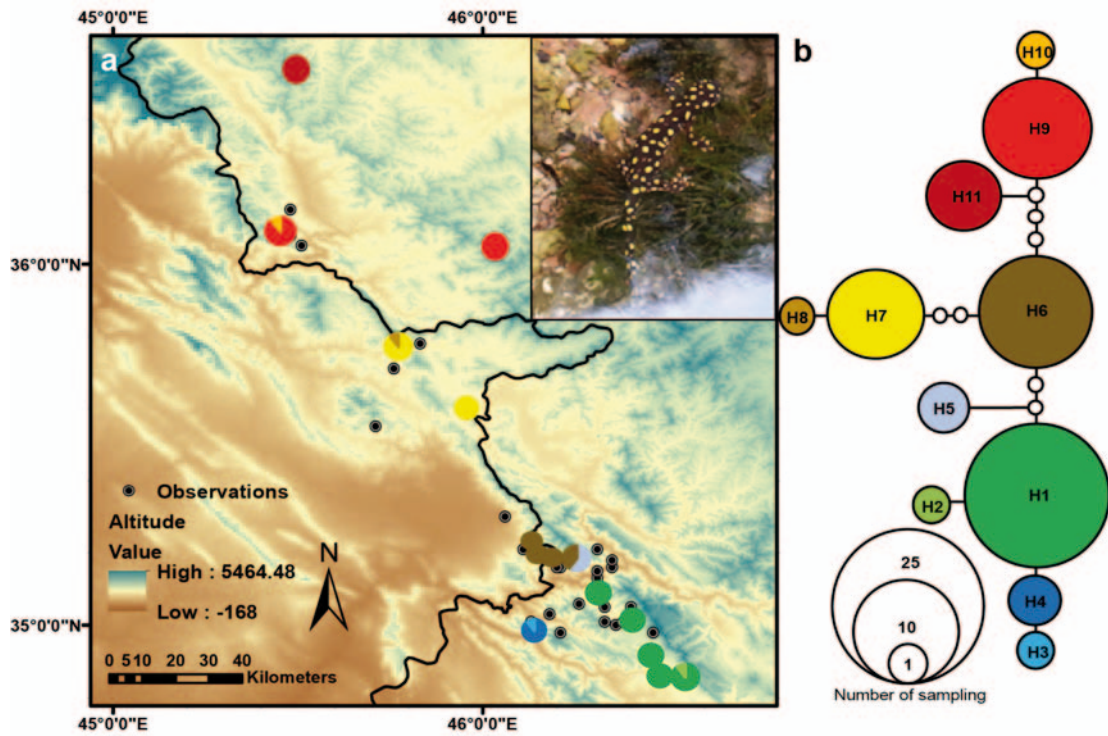 45°0'0"E
46°0'0"E
a
b
36°0'0"N
35°0'0"N
Observations
Altitude
Value
High : 5464.48
Low : -168
N
0 5 10 20 30 40
Kilometers
45°0'0"E
46°0'0"E
H10
H9
H11
H6
H8
H7
H5
H1
H2
H4
H3
25
10
1
Number of sampling